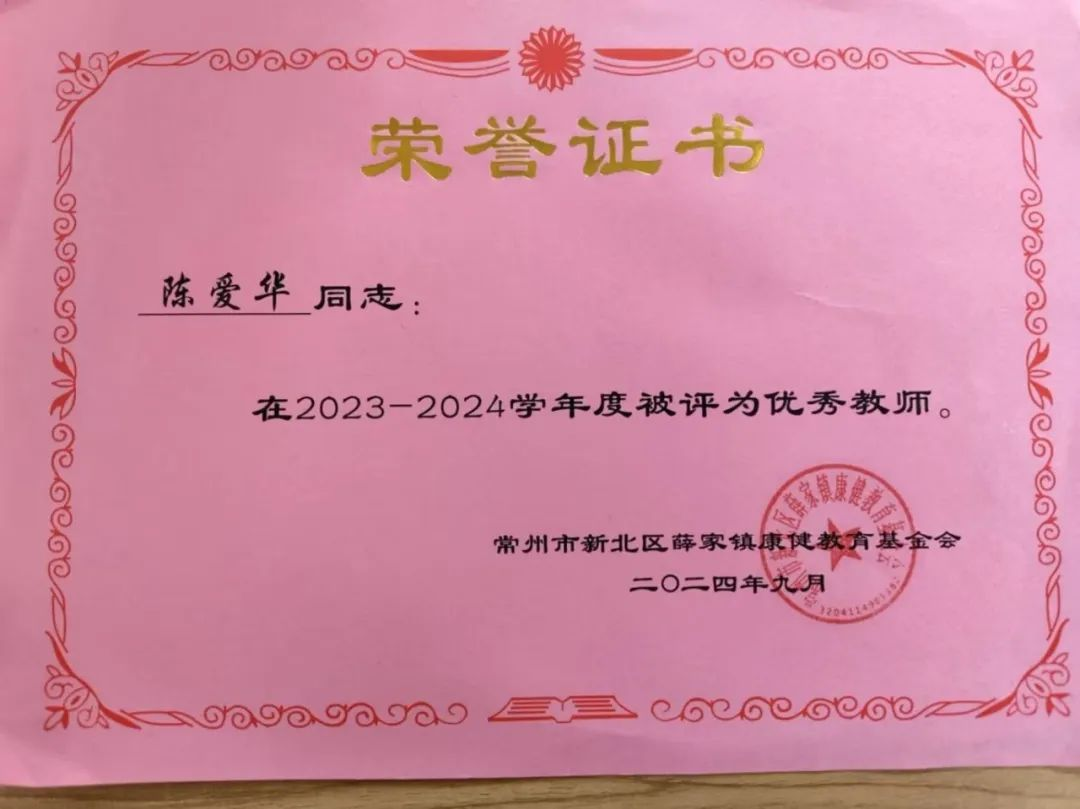 荣誉证书
陈爱华同志：
在2023-2024学年度被评为优秀教师。
常州市新北区薛家镇康健教育基金会
二〇二四年九月